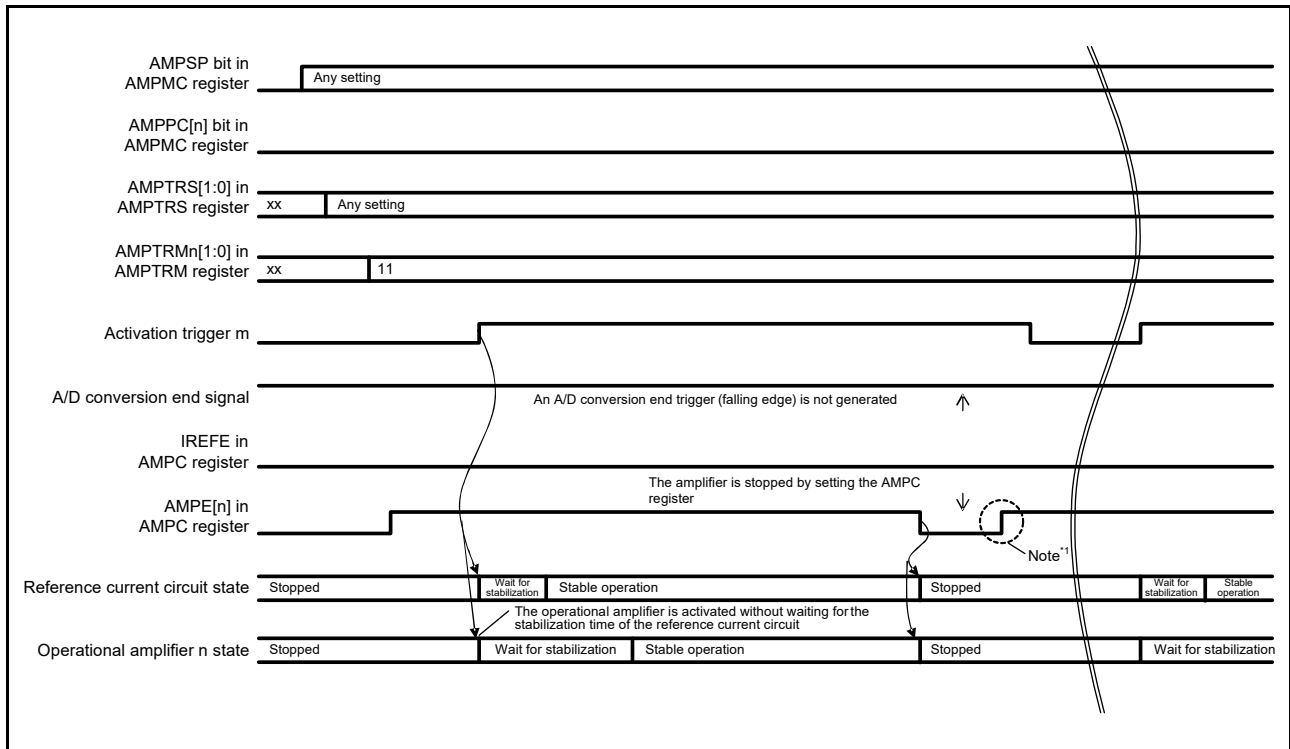 AMPSP bit in
AMPMC register
Any setting
AMPPC[n] bit in
AMPMC register
AMPTRS[1:0] in
AMPTRS register
xx
Any setting
AMPTRMn[1:0] in
AMPTRM register
xx
11
Activation trigger m
A/D conversion end signal
An A/D conversion end trigger (falling edge) is not generated
IREFE in
AMPC register
The amplifier is stopped by setting the AMPC
register
AMPE[n] in
AMPC register
Note*1
Reference current circuit state
Stopped
Wait for
stabilization
Stable operation
Stopped
Wait for
stabilization
Stable
operation
The operational amplifier is activated without waiting for the
stabilization time of the reference current circuit
Operational amplifier n state
Stopped
Wait for stabilization
Stable operation
Stopped
Wait for stabilization